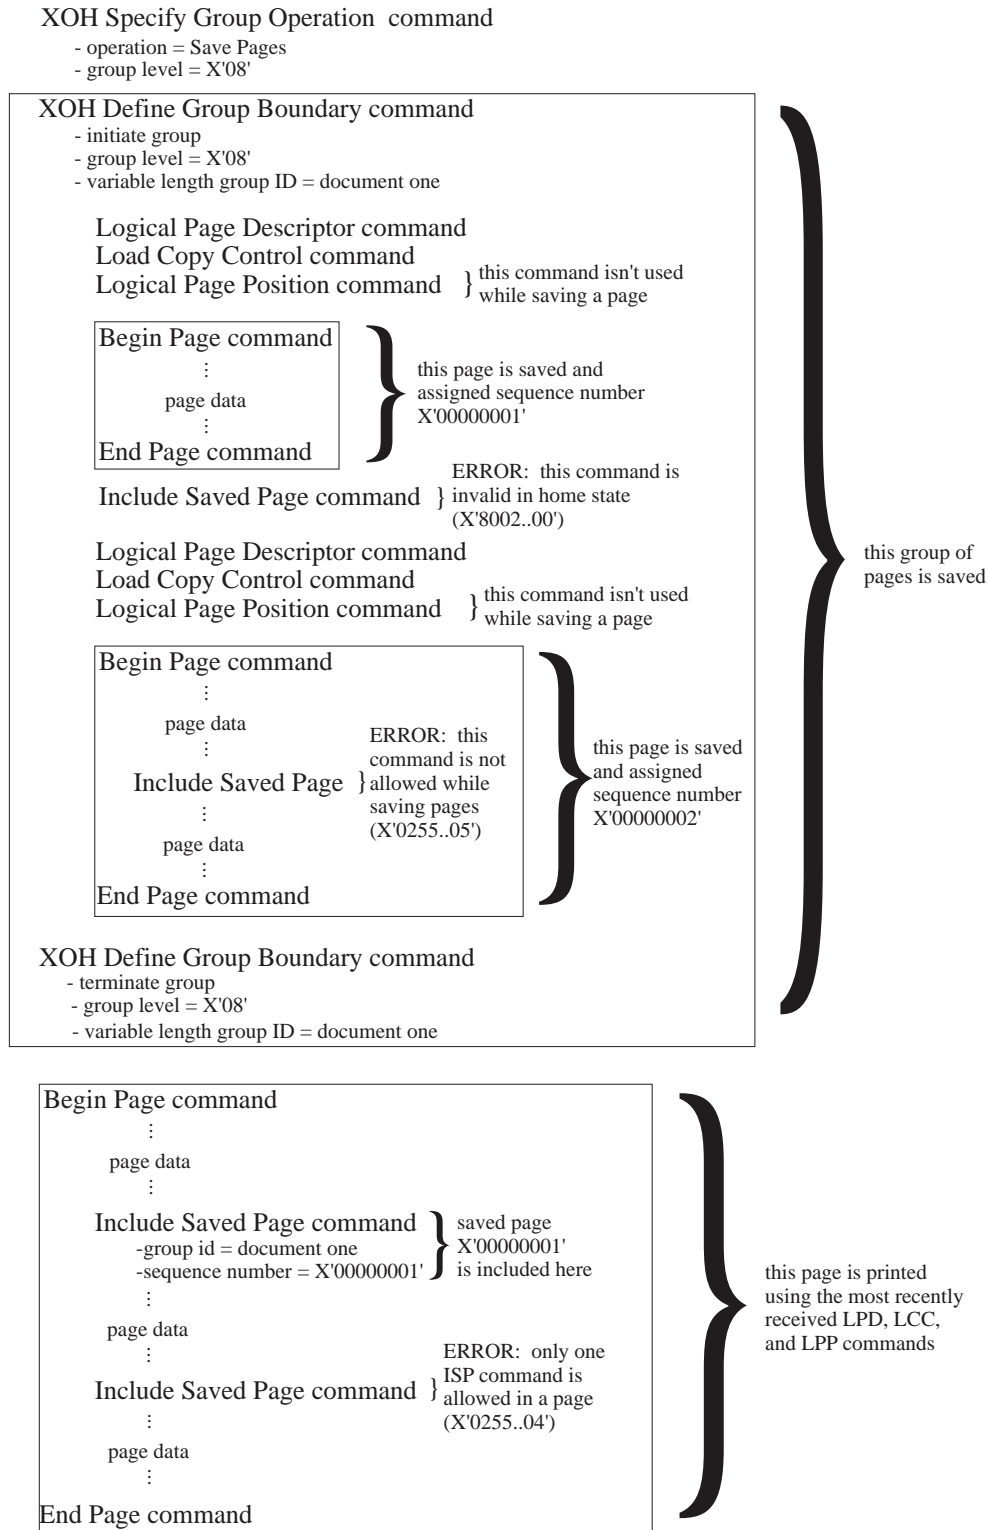 XOH Specify Group Operation command
- operation = Save Pages
- group level = X'08'
XOH Define Group Boundary command
- initiate group
- group level = X'08'
- variable length group ID = document one
Logical Page Descriptor command
Load Copy Control command
Logical Page Position command
} this command isn't used
while saving a page
Begin Page command
⋮
page data
⋮
End Page command
this page is saved and
assigned sequence number
X'00000001'
Include Saved Page command }
ERROR: this command is
invalid in home state
(X'8002..00')
Logical Page Descriptor command
Load Copy Control command
Logical Page Position command
} this command isn't used
while saving a page
Begin Page command
⋮
page data
⋮
Include Saved Page }
ERROR: this
command is not
allowed while
saving pages
(X'0255..05')
⋮
page data
⋮
End Page command
this page is saved
and assigned
sequence number
X'00000002'
XOH Define Group Boundary command
- terminate group
- group level = X'08'
- variable length group ID = document one
this group of
pages is saved
Begin Page command
⋮
page data
⋮
Include Saved Page command
-group id = document one
-sequence number = X'00000001'
saved page
X'00000001'
is included here
⋮
page data
⋮
Include Saved Page command }
ERROR: only one
ISP command is
allowed in a page
(X'0255..04')
⋮
page data
⋮
End Page command
this page is printed
using the most recently
received LPD, LCC,
and LPP commands